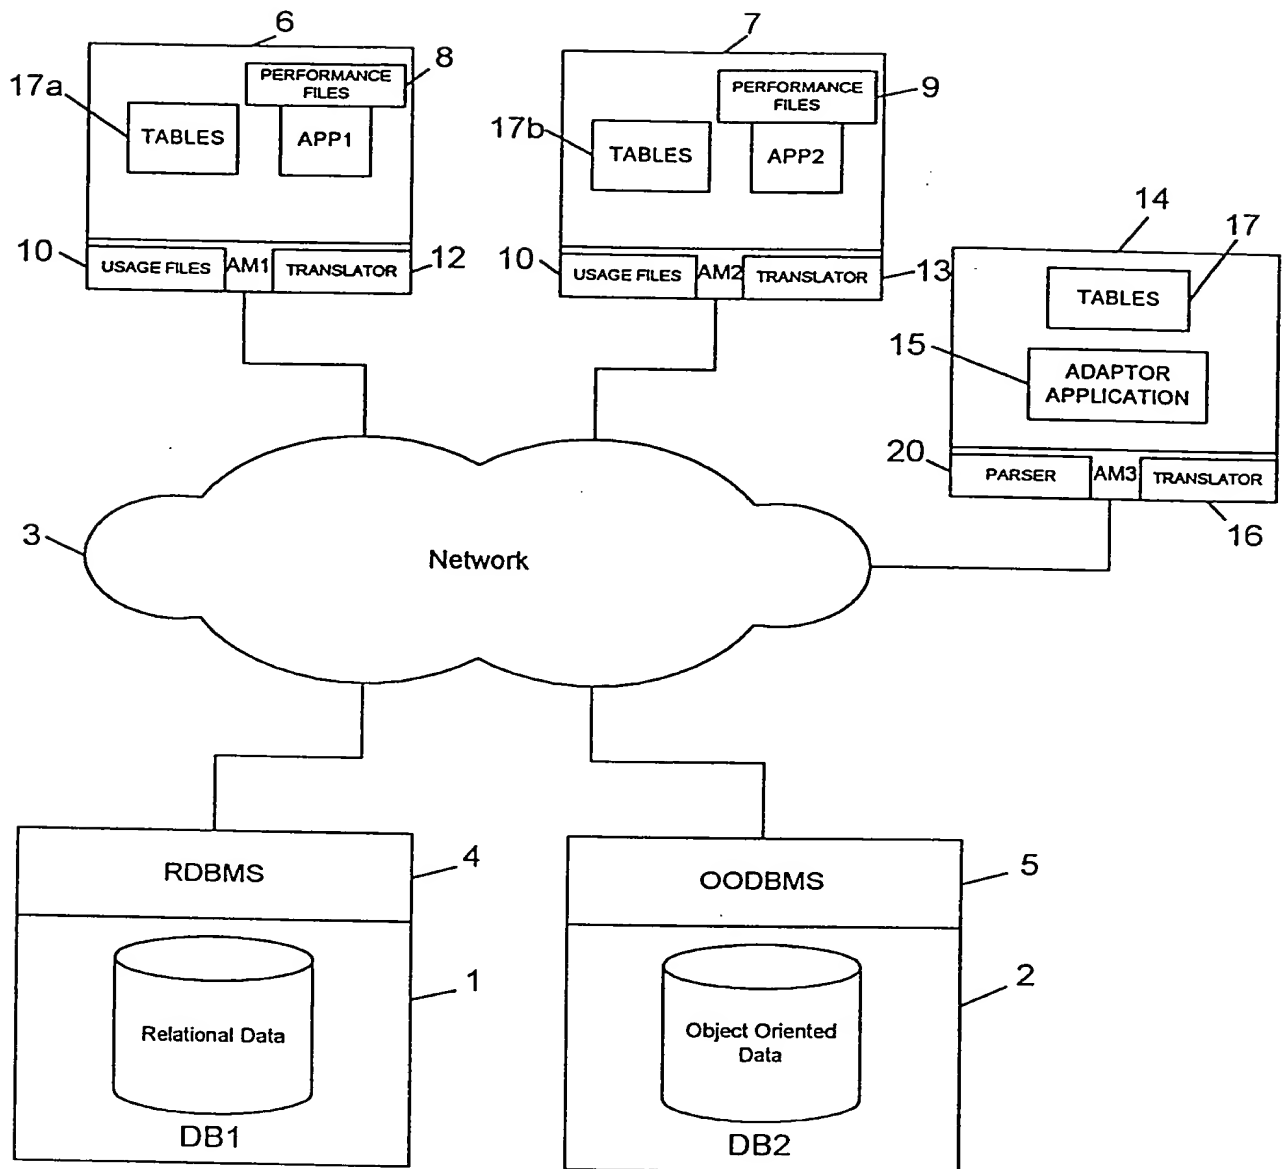 6
7
8
PERFORMANCE
FILES
17a
TABLES
APP1
PERFORMANCE
FILES
9
17b
TABLES
APP2
10
USAGE FILES
AM1
TRANSLATOR
12
10
USAGE FILES
AM2
TRANSLATOR
13
14
17
TABLES
15
ADAPTOR
APPLICATION
20
PARSER
AM3
TRANSLATOR
16
3
Network
RDBMS
4
OODBMS
5
Relational Data
1
Object Oriented
Data
2
DB1
DB2